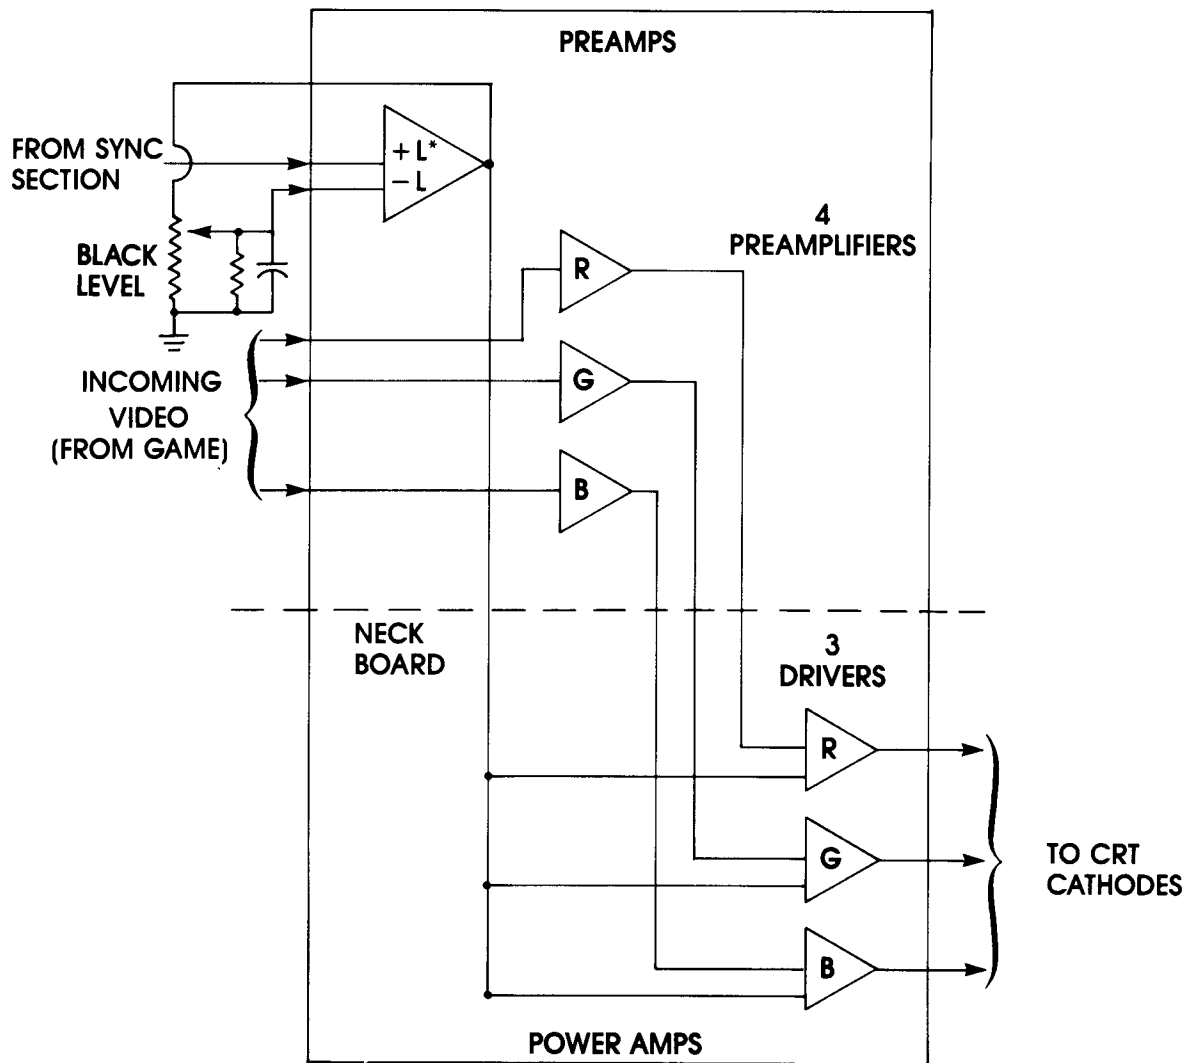 PREAMPS
FROM SYNC
SECTION
+ L*
− L
BLACK
LEVEL
4
PREAMPLIFIERS
R
G
B
INCOMING
VIDEO
(FROM GAME)
NECK
BOARD
3
DRIVERS
R
G
B
TO CRT
CATHODES
POWER AMPS